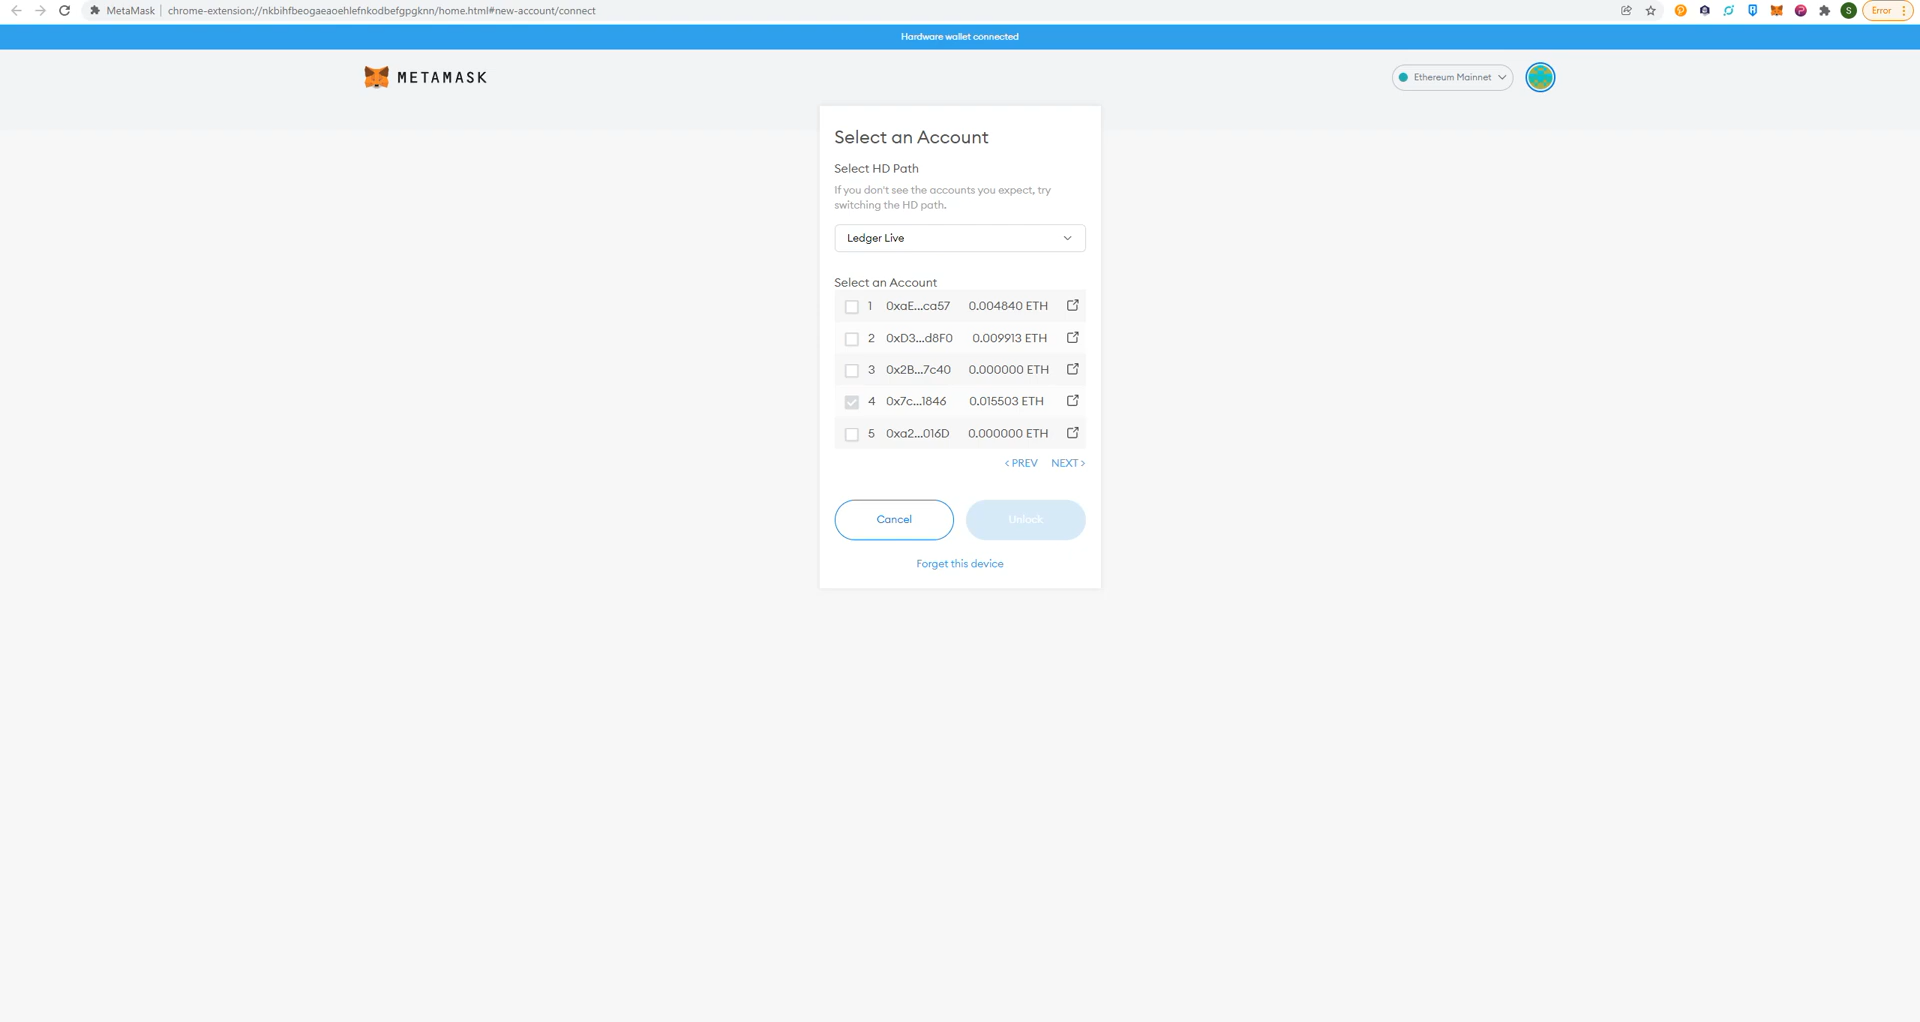 MetaMask | chrome-extension://nkbihfbeogaeaoehlefnkodbefgpgknn/home.html#new-account/connect
S
Error
Hardware wallet connected
METAMASK
Ethereum Mainnet
Select an Account
Select HD Path
If you don't see the accounts you expect, try
switching the HD path.
Ledger Live
Select an Account
1 0xaE...ca57 0.004840 ETH
2 0xD3...d8F0 0.009913 ETH
3 0x2B...7c40 0.000000 ETH
4 0x7c...1846 0.015503 ETH
5 0xa2...016D 0.000000 ETH
< PREV NEXT >
Cancel Unlock
Forget this device